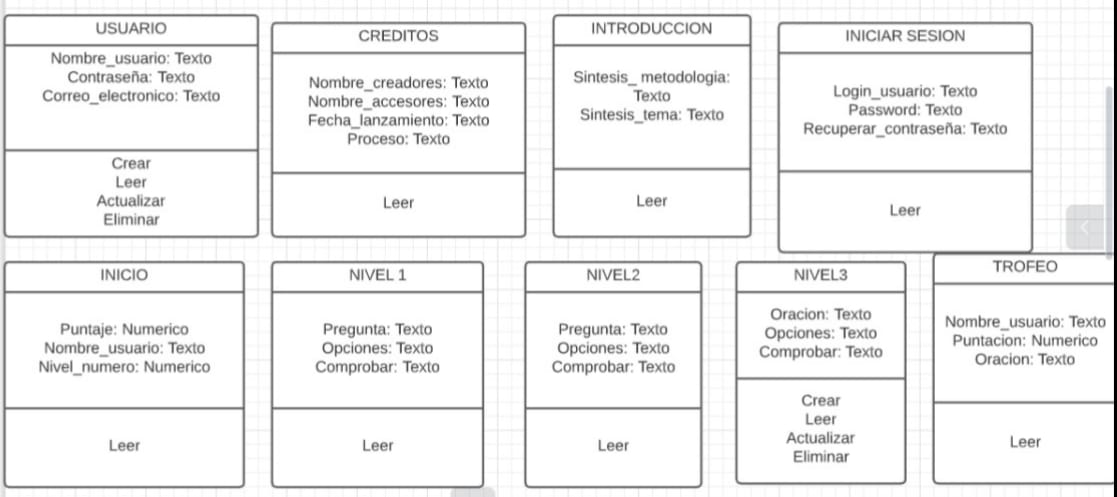 USUARIO
Nombre_usuario: Texto
Contraseña: Texto
Correo_electronico: Texto
Crear
Leer
Actualizar
Eliminar
CREDITOS
Nombre_creadores: Texto
Nombre_accesores: Texto
Fecha_lanzamiento: Texto
Proceso: Texto
Leer
INTRODUCCION
Sintesis_ metodologia:
Texto
Sintesis_tema: Texto
Leer
INICIAR SESION
Login_usuario: Texto
Password: Texto
Recuperar_contraseña: Texto
Leer
INICIO
Puntaje: Numerico
Nombre_usuario: Texto
Nivel_numero: Numerico
Leer
NIVEL 1
Pregunta: Texto
Opciones: Texto
Comprobar: Texto
Leer
NIVEL2
Pregunta: Texto
Opciones: Texto
Comprobar: Texto
Leer
NIVEL3
Oracion: Texto
Opciones: Texto
Comprobar: Texto
Crear
Leer
Actualizar
Eliminar
TROFEO
Nombre_usuario: Texto
Puntacion: Numerico
Oracion: Texto
Leer